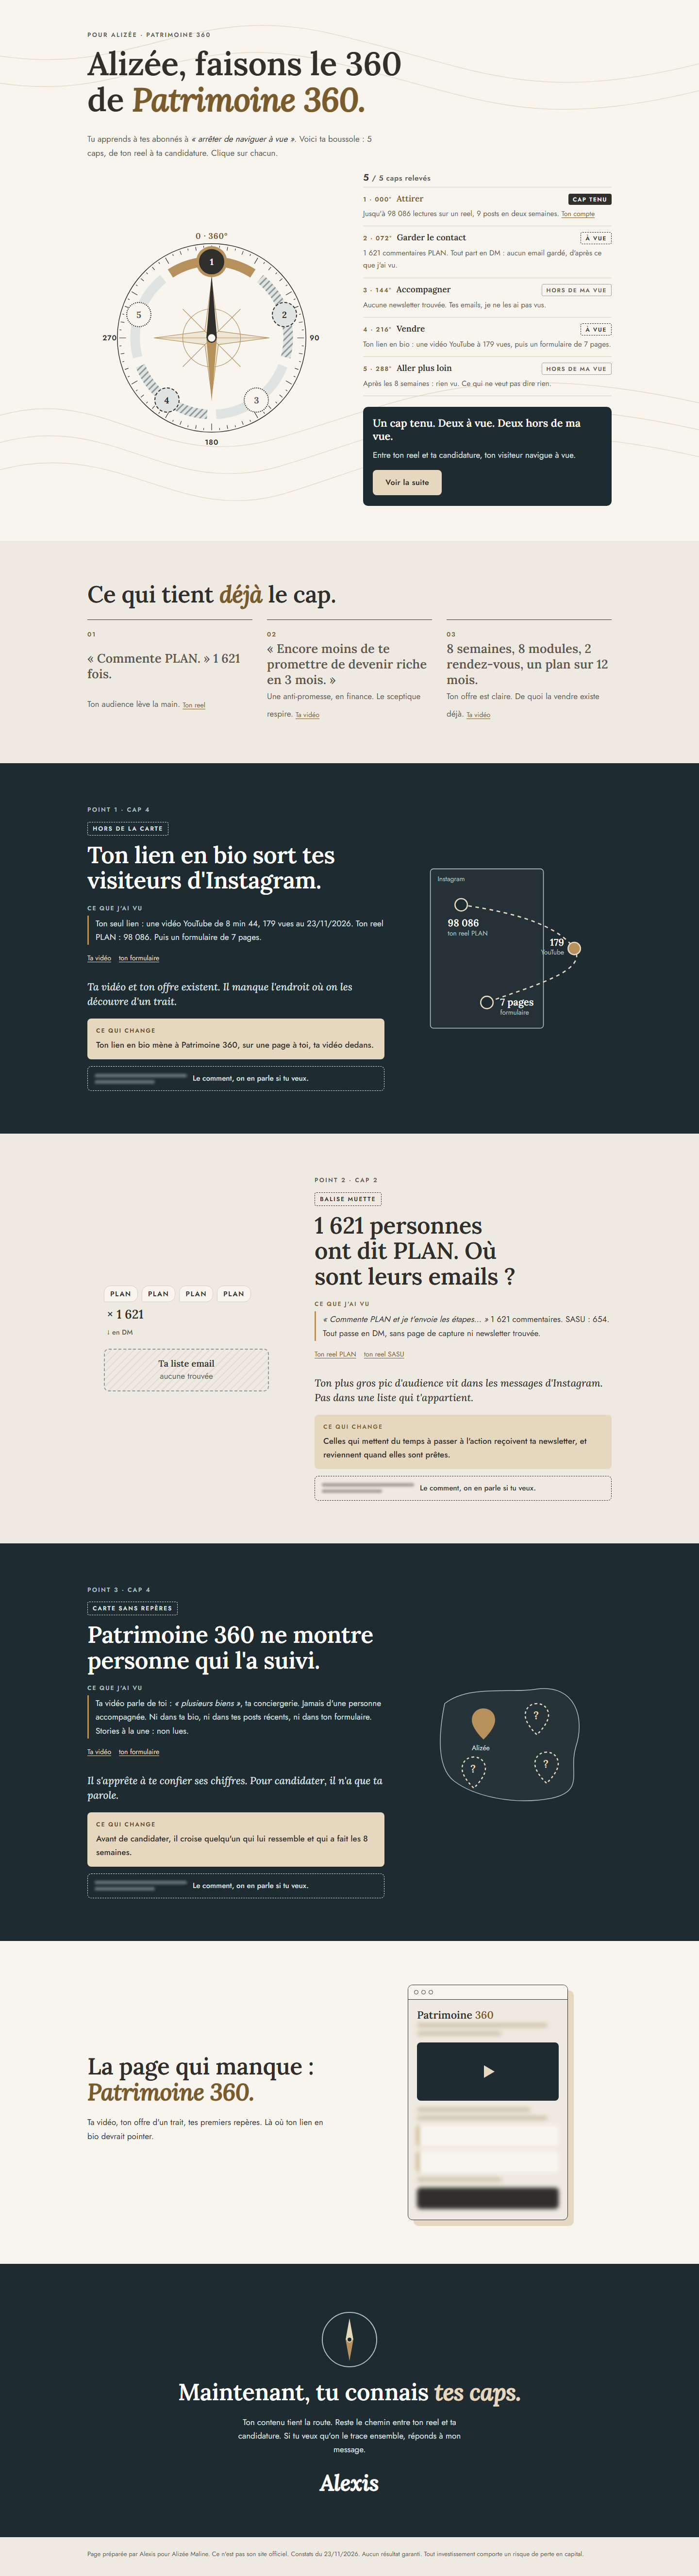 POUR ALIZÉE · PATRIMOINE 360
Alizée, faisons le 360
de Patrimoine 360.
Tu apprends à tes abonnés à « arrêter de naviguer à vue ». Voici ta boussole : 5
caps, de ton reel à ta candidature. Clique sur chacun.
0 · 360°
1
2
3
4
5
90
180
270
5 / 5 caps relevés
1 · 000° Attirer
CAP TENU
Jusqu'à 98 086 lectures sur un reel, 9 posts en deux semaines. Ton compte
2 · 072° Garder le contact
À VUE
1 621 commentaires PLAN. Tout part en DM : aucun email gardé, d'après ce
que j'ai vu.
3 · 144° Accompagner
HORS DE MA VUE
Aucune newsletter trouvée. Tes emails, je ne les ai pas vus.
4 · 216° Vendre
À VUE
Ton lien en bio : une vidéo YouTube à 179 vues, puis un formulaire de 7 pages.
5 · 288° Aller plus loin
HORS DE MA VUE
Après les 8 semaines : rien vu. Ce qui ne veut pas dire rien.
Un cap tenu. Deux à vue. Deux hors de ma
vue.
Entre ton reel et ta candidature, ton visiteur navigue à vue.
Voir la suite
Ce qui tient déjà le cap.
01
« Commente PLAN. » 1 621
fois.
Ton audience lève la main. Ton reel
02
« Encore moins de te
promettre de devenir riche
en 3 mois. »
Une anti-promesse, en finance. Le sceptique
respire. Ta vidéo
03
8 semaines, 8 modules, 2
rendez-vous, un plan sur 12
mois.
Ton offre est claire. De quoi la vendre existe
déjà. Ta vidéo
POINT 1 · CAP 4
HORS DE LA CARTE
Ton lien en bio sort tes
visiteurs d'Instagram.
CE QUE J'AI VU
Ton seul lien : une vidéo YouTube de 8 min 44, 179 vues au 23/11/2026. Ton reel
PLAN : 98 086. Puis un formulaire de 7 pages.
Ta vidéo ton formulaire
Ta vidéo et ton offre existent. Il manque l'endroit où on les
découvre d'un trait.
CE QUI CHANGE
Ton lien en bio mène à Patrimoine 360, sur une page à toi, ta vidéo dedans.
Le comment, on en parle si tu veux.
Instagram
98 086
ton reel PLAN
179
YouTube
7 pages
formulaire
POINT 2 · CAP 2
BALISE MUETTE
1 621 personnes
ont dit PLAN. Où
sont leurs emails ?
CE QUE J'AI VU
« Commente PLAN et je t'envoie les étapes... » 1 621 commentaires. SASU : 654.
Tout passe en DM, sans page de capture ni newsletter trouvée.
Ton reel PLAN ton reel SASU
Ton plus gros pic d'audience vit dans les messages d'Instagram.
Pas dans une liste qui t'appartient.
CE QUI CHANGE
Celles qui mettent du temps à passer à l'action reçoivent ta newsletter, et
reviennent quand elles sont prêtes.
Le comment, on en parle si tu veux.
PLAN PLAN PLAN PLAN
× 1 621
↓ en DM
Ta liste email
aucune trouvée
POINT 3 · CAP 4
CARTE SANS REPÈRES
Patrimoine 360 ne montre
personne qui l'a suivi.
CE QUE J'AI VU
Ta vidéo parle de toi : « plusieurs biens », ta conciergerie. Jamais d'une personne
accompagnée. Ni dans ta bio, ni dans tes posts récents, ni dans ton formulaire.
Stories à la une : non lues.
Ta vidéo ton formulaire
Il s'apprête à te confier ses chiffres. Pour candidater, il n'a que ta
parole.
CE QUI CHANGE
Avant de candidater, il croise quelqu'un qui lui ressemble et qui a fait les 8
semaines.
Le comment, on en parle si tu veux.
Alizée
?
?
?
La page qui manque :
Patrimoine 360.
Ta vidéo, ton offre d'un trait, tes premiers repères. Là où ton lien en
bio devrait pointer.
Patrimoine 360
Maintenant, tu connais tes caps.
Ton contenu tient la route. Reste le chemin entre ton reel et ta
candidature. Si tu veux qu'on le trace ensemble, réponds à mon
message.
Alexis
Page préparée par Alexis pour Alizée Maline. Ce n'est pas son site officiel. Constats du 23/11/2026. Aucun résultat garanti. Tout investissement comporte un risque de perte en capital.